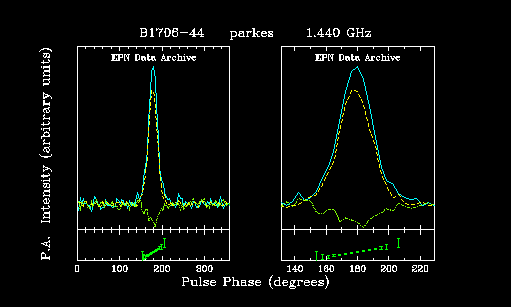 B1706-44 parkes 1.440 GHz
EPN Data Archive EPN Data Archive
P.A. Intensity (arbitrary units)
0 100 200 300 140 160 180 200 220
Pulse Phase (degrees)